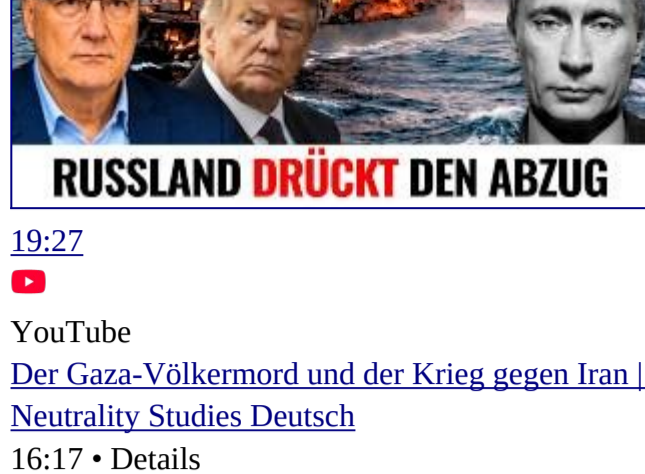 RUSSLAND DRÜCKT DEN ABZUG
19:27
YouTube
Der Gaza-Völkermord und der Krieg gegen Iran |
Neutrality Studies Deutsch
16:17 • Details